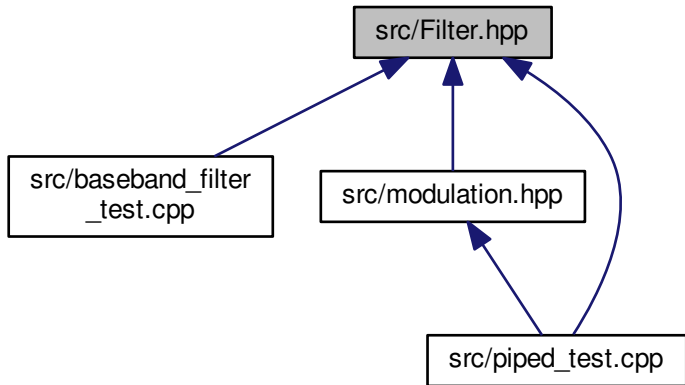 src/Filter.hpp
src/baseband_filter
_test.cpp
src/modulation.hpp
src/piped_test.cpp